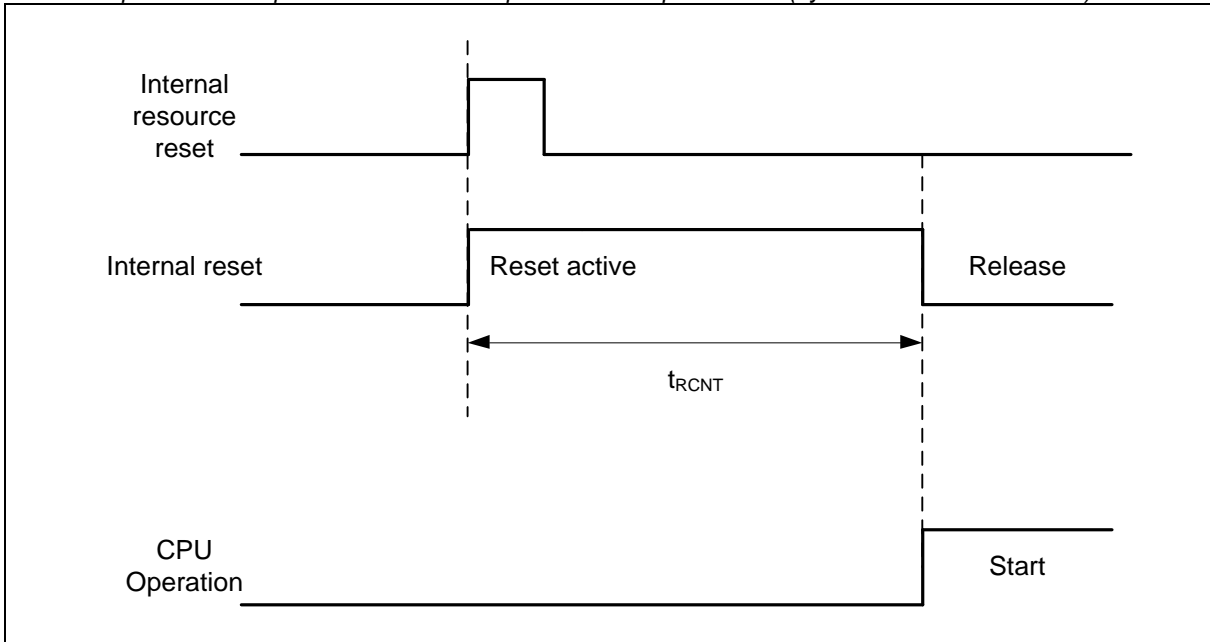 Internal
resource
reset
Internal reset
Reset active
Release
tRCNT
CPU
Operation
Start